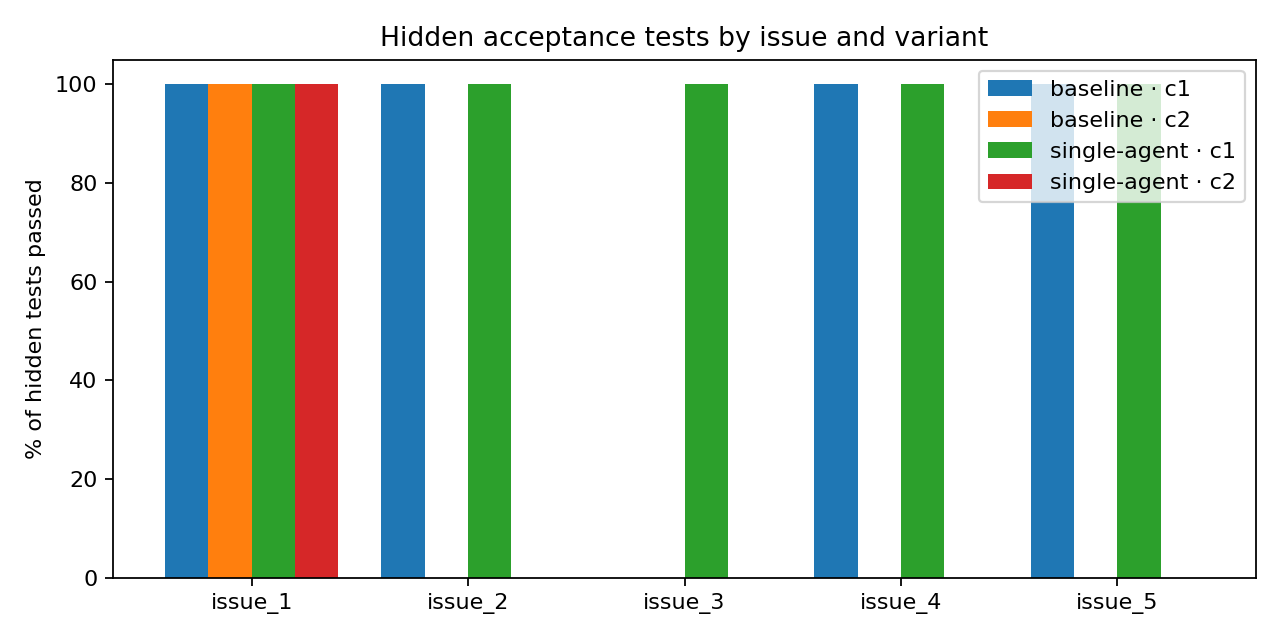 Hidden acceptance tests by issue and variant
% of hidden tests passed
100
80
60
40
20
0
baseline · c1
baseline · c2
single-agent · c1
single-agent · c2
issue_1
issue_2
issue_3
issue_4
issue_5